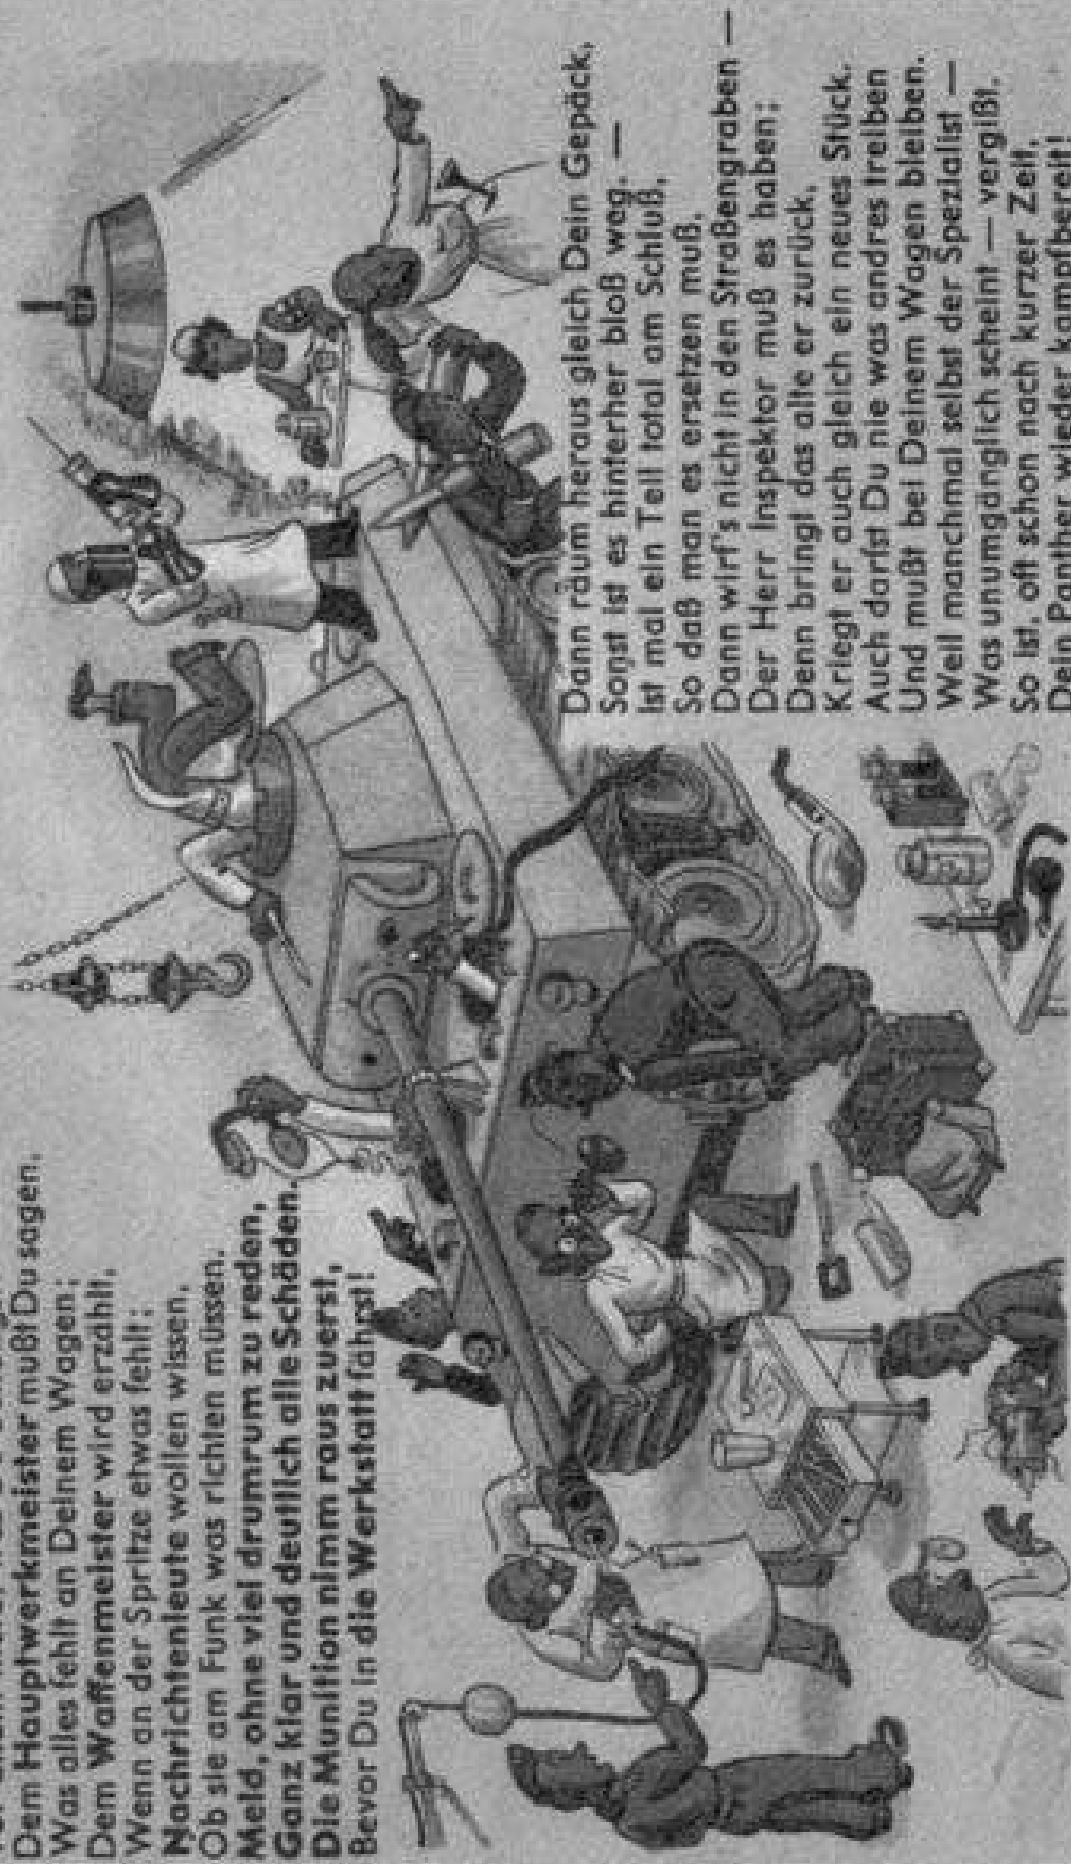 Dem Hauptwerkmeister mußt Du sagen,
Was alles fehlt an Deinem Wagen;
Dem Waffenmeister wird erzählt,
Wenn an der Spritze etwas fehlt;
Nachrichtenleute wollen wissen,
Ob sie am Funk was richten müssen.
Meld, ohne viel drumrum zu reden,
Ganz klar und deutlich alle Schäden.
Die Munition nimm raus zuerst,
Bevor Du in die Werkstatt fährst!
Dann räum heraus gleich Dein Gepäck,
Sonst ist es hinterher bloß weg. —
Ist mal ein Teil total am Schluß,
So daß man es ersetzen muß,
Dann wirf's nicht in den Straßengraben —
Der Herr Inspektor muß es haben;
Denn bringt das alte er zurück,
Kriegt er auch gleich ein neues Stück.
Auch darfst Du nie was andres treiben
Und mußt bei Deinem Wagen bleiben.
Weil manchmal selbst der Spezialist —
Was unumgänglich scheint — vergißt.
So ist, oft schon nach kurzer Zeit,
Dein Panther wieder kampfbereit!